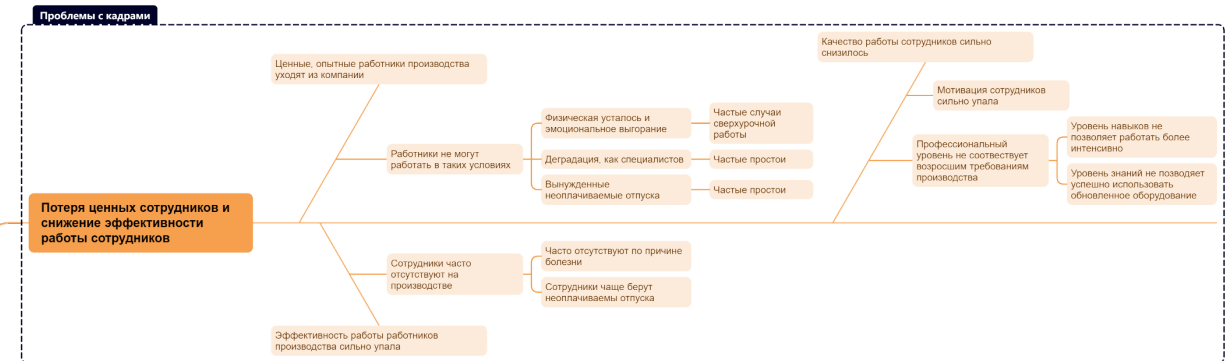 Проблемы с кадрами
Ценные, опытные работники производства
уходят из компании
Работники не могут
работать в таких условиях
Физическая усталось и
эмоциональное выгорание
Частые случаи
сверхурочной
работы
Деградация, как специалистов
Частые простои
Вынужденные
неоплачиваемые отпуска
Частые простои
Качество работы сотрудников сильно
снизилось
Мотивация сотрудников
сильно упала
Профессиональный
уровень не соотвествует
возросшим требованиям
производства
Уровень навыков не
позволяет работать более
интенсивно
Уровень знаний не позводяет
успешно использовать
обновленное оборудование
Потеря ценных сотрудников и
снижение эффективности
работы сотрудников
Сотрудники часто
отсутствуют на
производстве
Часто отсутствуют по причине
болезни
Сотрудники чаще берут
неоплачиваемы отпуска
Эффективность работы работников
производства сильно упала